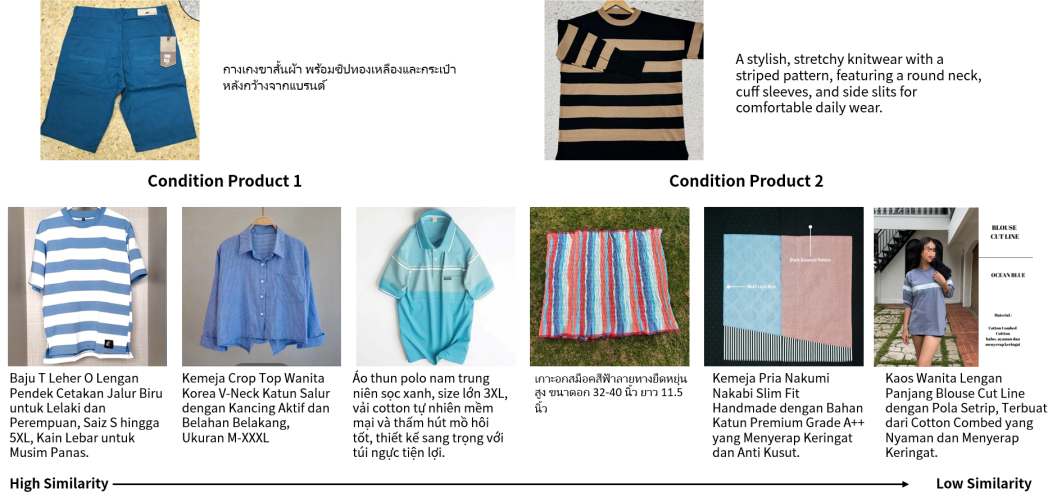 กางเกงขาสั้นผ้า พร้อมซิปทองเหลืองและกระเป๋า
หลังกว้างจากแบรนด์
A stylish, stretchy knitwear with a
striped pattern, featuring a round neck,
cuff sleeves, and side slits for
comfortable daily wear.
Condition Product 1
Condition Product 2
Baju T Leher O Lengan
Pendek Cetakan Jalur Biru
untuk Lelaki dan
Perempuan, Saiz S hingga
5XL, Kain Lebar untuk
Musim Panas.
Kemeja Crop Top Wanita
Korea V-Neck Katun Salur
dengan Kancing Aktif dan
Belahan Belakang,
Ukuran M-XXXL
Áo thun polo nam trung
niên sọc xanh, size lớn 3XL,
vải cotton tự nhiên mềm
mại và thấm hút mồ hôi
tốt, thiết kế sang trọng với
túi ngực tiện lợi.
เกาะอกสม็อคสีฟ้าลายทางยืดหยุ่น
สูง ขนาดอก 32-40 นิ้ว ยาว 11.5
นิ้ว
Black Diamond Pattern
Kemeja Pria Nakumi
Nakabi Slim Fit
Handmade dengan Bahan
Katun Premium Grade A++
yang Menyerap Keringat
dan Anti Kusut.
BLOUSE
CUT LINE
OCEAN BLUE
Material :
Cotton Combed
halus, nyaman dan
menyerap keringat
Kaos Wanita Lengan
Panjang Blouse Cut Line
dengan Pola Setrip, Terbuat
dari Cotton Combed yang
Nyaman dan Menyerap
Keringat.
High Similarity
Low Similarity